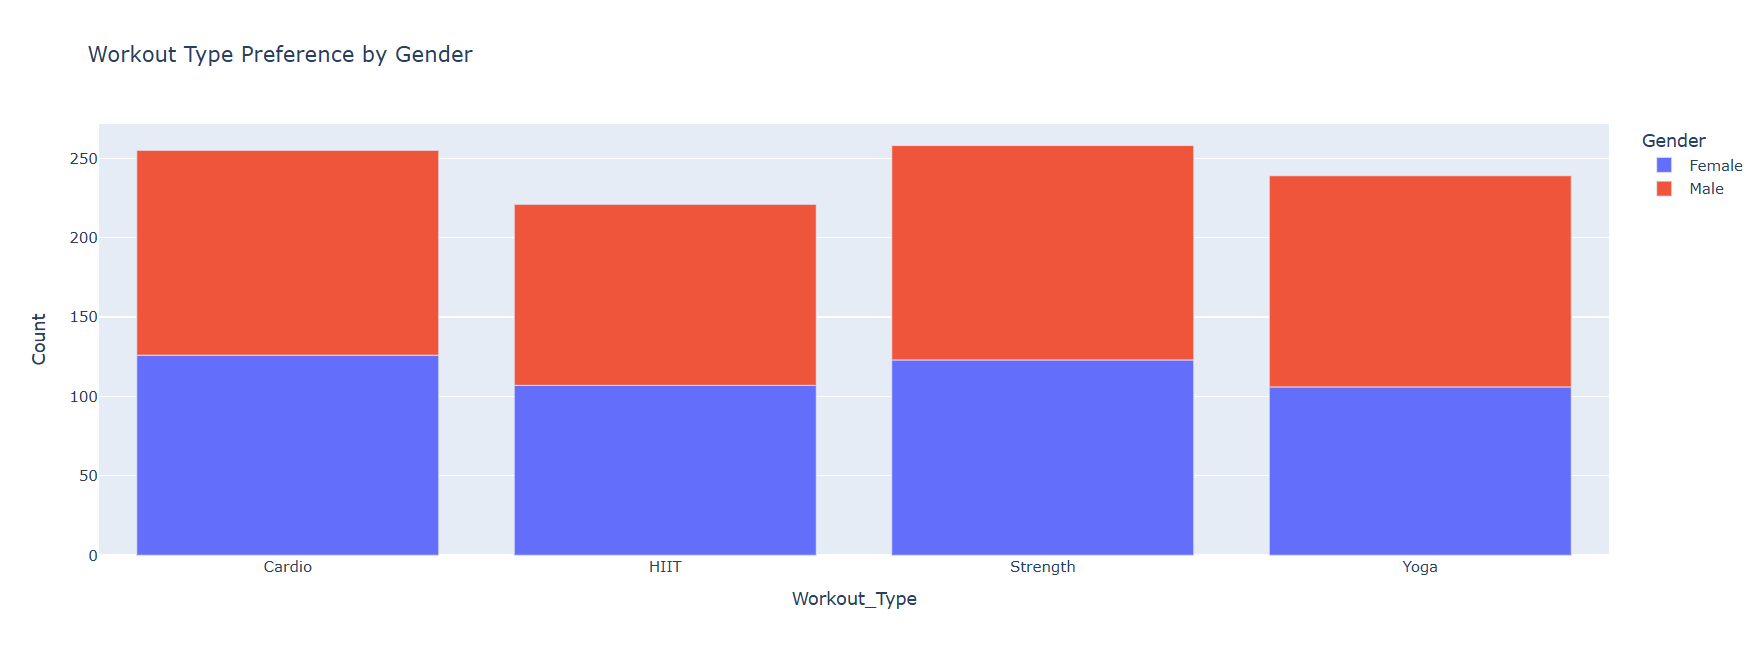 Workout Type Preference by Gender
Gender
Female
Male
250
200
150
100
50
0
Count
Cardio HIIT Strength Yoga
Workout_Type